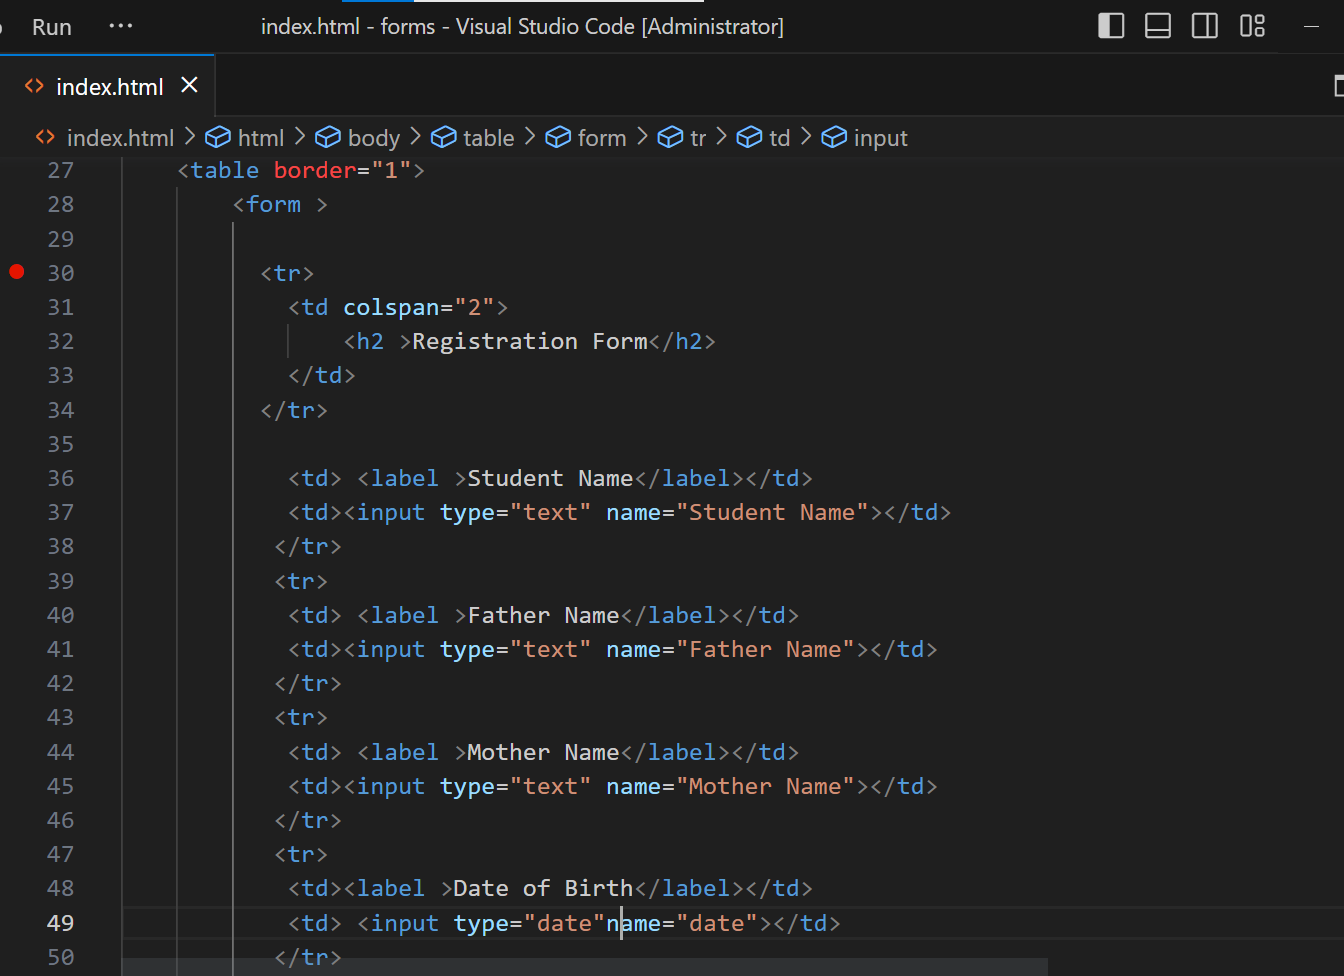 Run ··· index.html - forms - Visual Studio Code [Administrator]
index.html
index.html > html > body > table > form > tr > td > input
27 <table border="1">
28 <form >
29
30 <tr>
31 <td colspan="2">
32 <h2 >Registration Form</h2>
33 </td>
34 </tr>
35
36 <td> <label >Student Name</label></td>
37 <td><input type="text" name="Student Name"></td>
38 </tr>
39 <tr>
40 <td> <label >Father Name</label></td>
41 <td><input type="text" name="Father Name"></td>
42 </tr>
43 <tr>
44 <td> <label >Mother Name</label></td>
45 <td><input type="text" name="Mother Name"></td>
46 </tr>
47 <tr>
48 <td><label >Date of Birth</label></td>
49 <td> <input type="date"name="date"></td>
50 </tr>